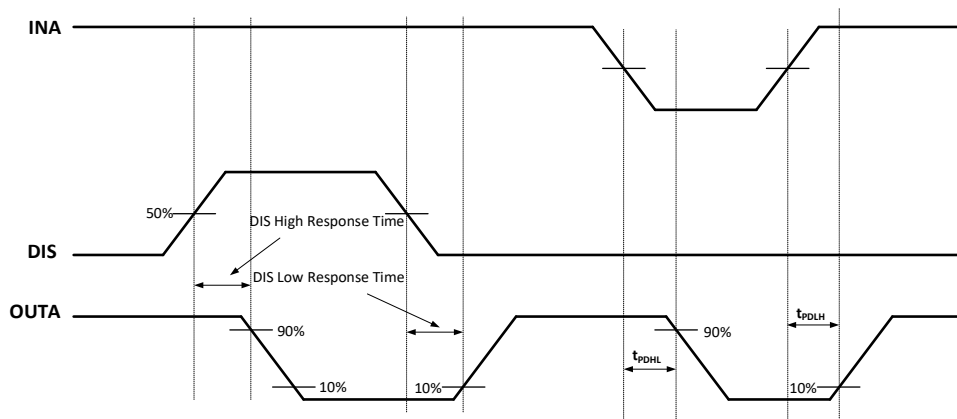 INA
50%
DIS High Response Time
DIS
DIS Low Response Time
OUTA
90%
90%
tPDLH
tPDHL
10%
10%
10%